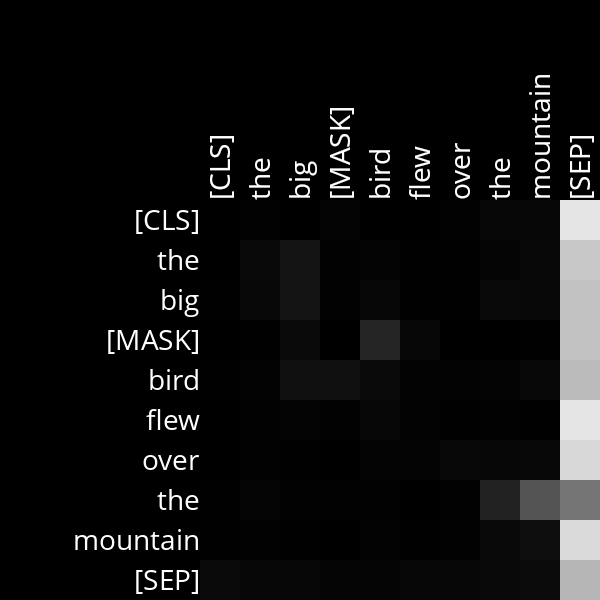 [CLS] the big [MASK] bird flew over the mountain [SEP]
[CLS]
the
big
[MASK]
bird
flew
over
the
mountain
[SEP]